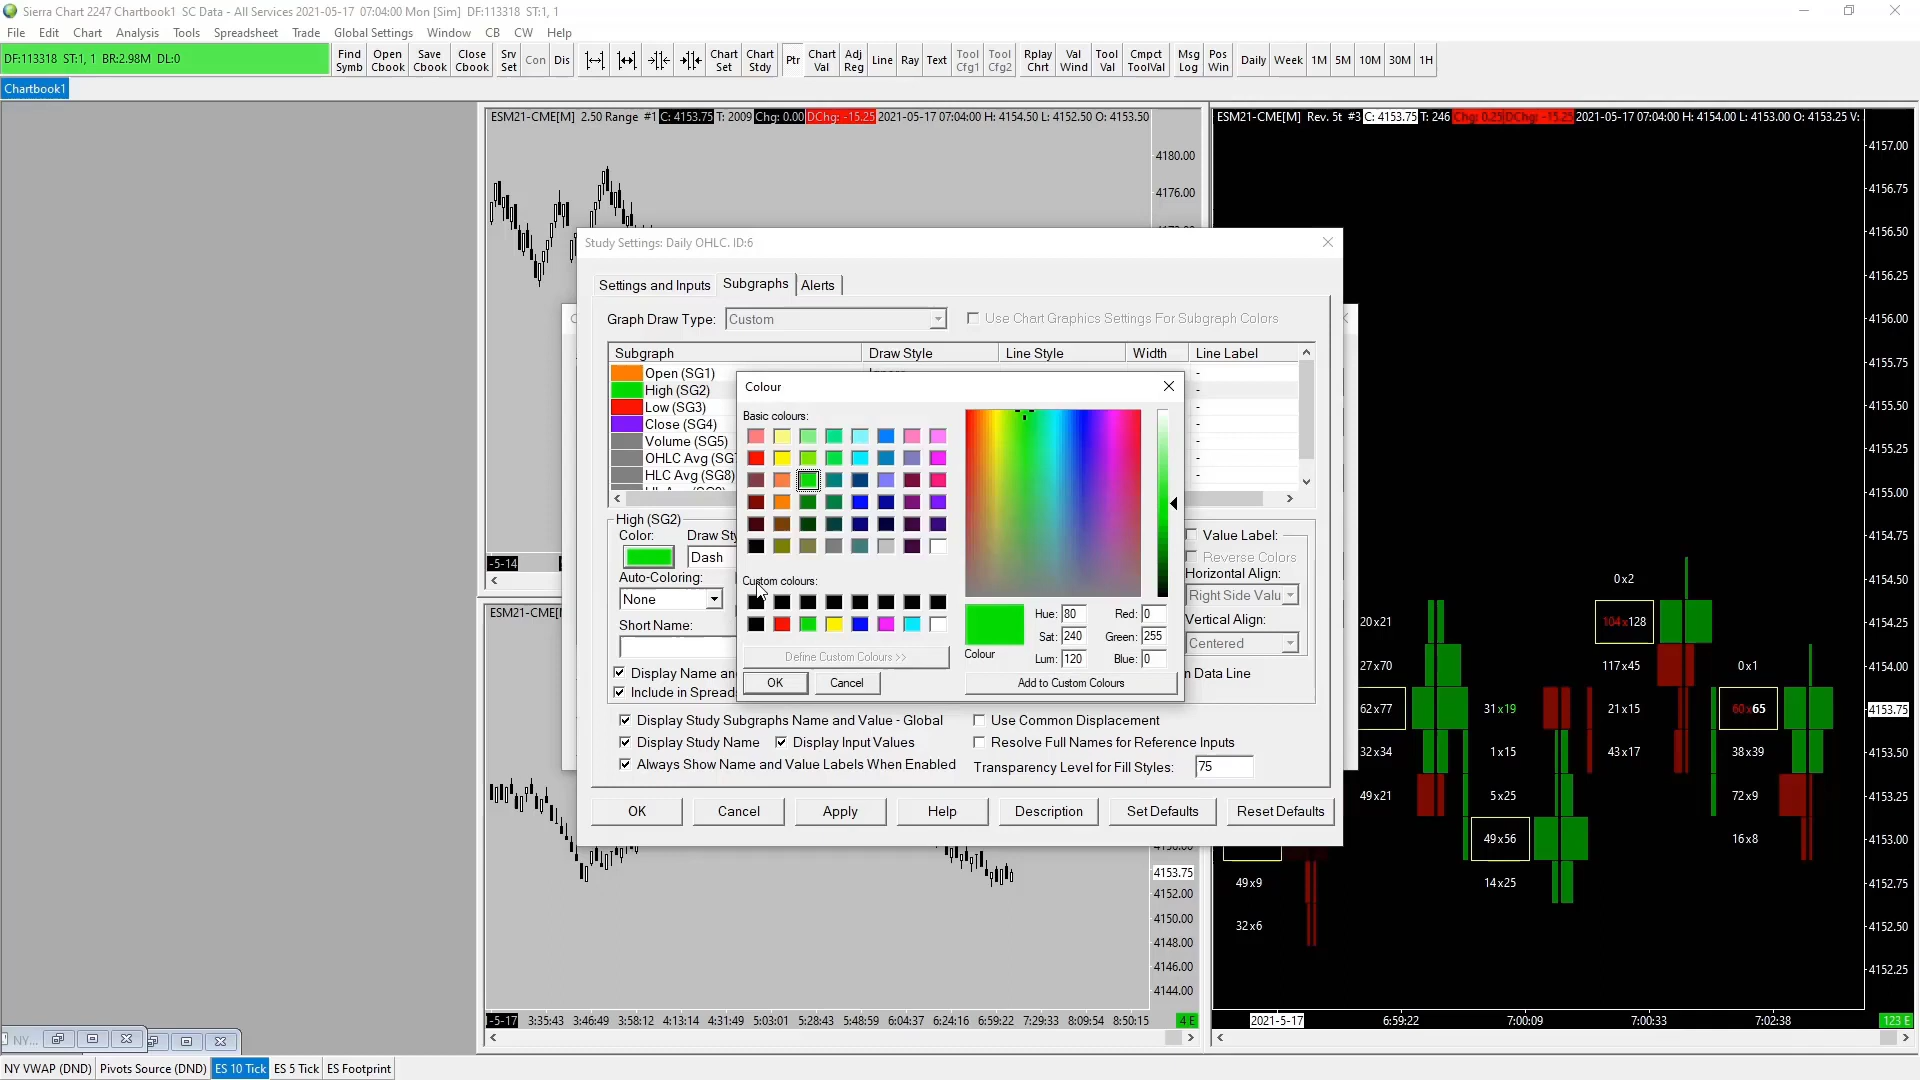 Sierra Chart 2247 Chartbook1 SC Data - All Services 2021-05-17 07:04:00 Mon [Sim] DF:113318 ST:1, 1
File Edit Chart Analysis Tools Spreadsheet Trade Global Settings Window CB CW Help
DF:113318 ST:1, 1 BR:2.98M DL:0
Find Symb
Open Cbook
Save Cbook
Close Cbook
Srv Set
Con
Dis
Chart Set
Chart Stdy
Ptr
Chart Val
Adj Reg
Line
Ray
Text
Tool Cfg1
Tool Cfg2
Rplay Chrt
Val Wind
Tool Val
Cmpct ToolVal
Msg Log
Pos Win
Daily
Week
1M
5M
10M
30M
1H
Chartbook1
ESM21-CME[M] 2.50 Range #1 C: 4153.75 T: 2009 Chg: 0.00 DChg: -15.25 2021-05-17 07:04:00 H: 4154.50 L: 4152.50 O: 4153.50
4180.00
4176.00
-5-14
ESM21-CME[M] Rev. 5t #3 C: 4153.75 T: 246 Chg: 0.25 DChg: -15.25 2021-05-17 07:04:00 H: 4154.00 L: 4153.00 O: 4153.25 V:
4157.00
4156.75
4156.50
4156.25
4156.00
4155.75
4155.50
4155.25
4155.00
4154.75
4154.50
4154.25
4154.00
4153.75
4153.50
4153.25
4153.00
4152.75
4152.50
4152.25
Study Settings: Daily OHLC. ID:6
Settings and Inputs
Subgraphs
Alerts
Graph Draw Type: Custom
Use Chart Graphics Settings For Subgraph Colors
Subgraph Draw Style Line Style Width Line Label
Open (SG1) -
High (SG2) -
Low (SG3) -
Close (SG4) -
Volume (SG5) -
OHLC Avg (SG -
HLC Avg (SG8) -
High (SG2)
Color:
Draw Sty
Dash
Auto-Coloring:
None
Short Name:
Display Name an
Include in Spread
Value Label:
Reverse Colors
Horizontal Align:
Right Side Valu
Vertical Align:
Centered
n Data Line
Colour
Basic colours:
Custom colours:
Define Custom Colours >>
OK
Cancel
Colour
Hue: 80
Sat: 240
Lum: 120
Red: 0
Green: 255
Blue: 0
Add to Custom Colours
Display Study Subgraphs Name and Value - Global
Use Common Displacement
Display Study Name
Display Input Values
Resolve Full Names for Reference Inputs
Always Show Name and Value Labels When Enabled
Transparency Level for Fill Styles: 75
OK
Cancel
Apply
Help
Description
Set Defaults
Reset Defaults
20x21
27x70
62x77
32x34
49x21
49x9
32x6
31x19
1x15
5x25
49x56
14x25
0x2
104x128
117x45
21x15
43x17
0x1
60x65
38x39
72x9
16x8
2021-5-17 6:59:22 7:00:09 7:00:33 7:02:38 123 E
ESM21-CME[
4153.75
4152.00
4150.00
4148.00
4146.00
4144.00
-5-17 3:35:43 3:46:49 3:58:12 4:13:14 4:31:49 5:03:01 5:28:43 5:48:59 6:04:37 6:24:16 6:59:22 7:29:33 8:09:54 8:50:15 4 E
NY...
NY VWAP (DND) Pivots Source (DND) ES 10 Tick ES 5 Tick ES Footprint